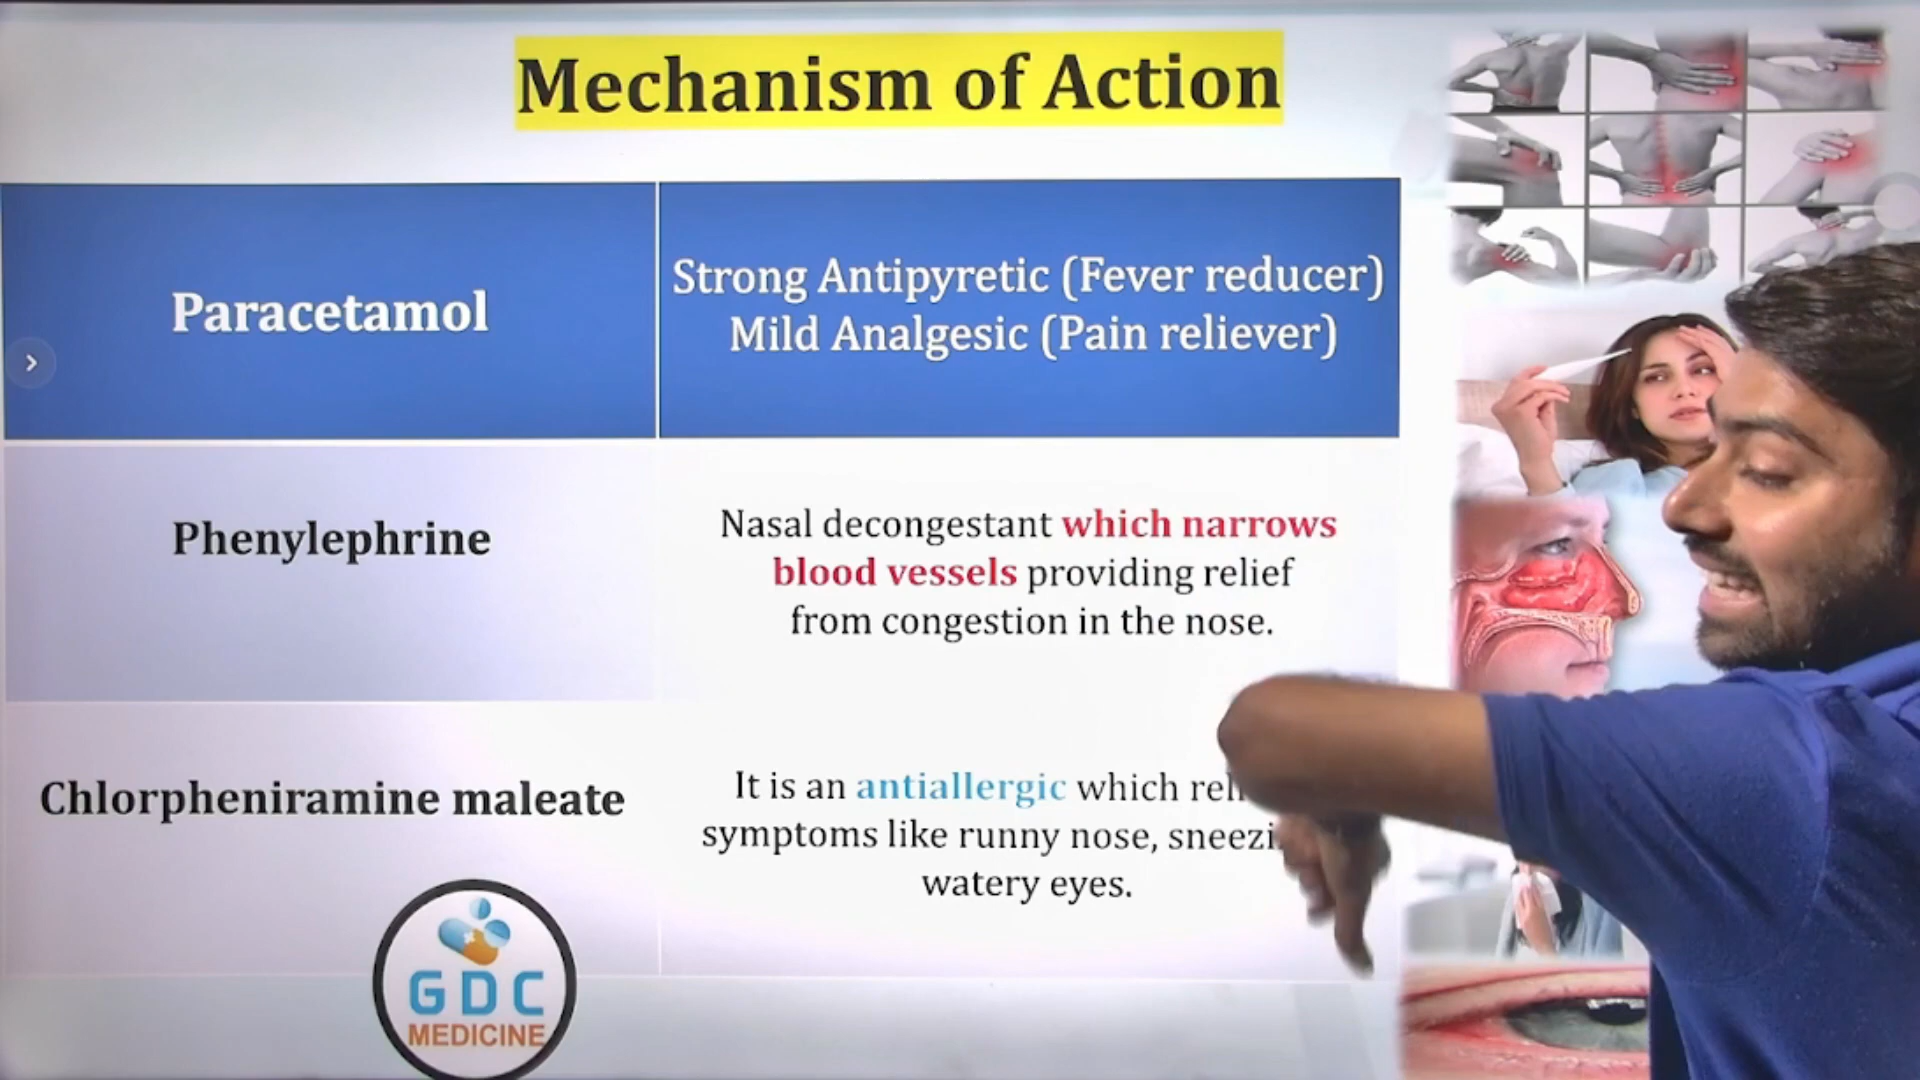 Mechanism of Action
Paracetamol
Strong Antipyretic (Fever reducer)
Mild Analgesic (Pain reliever)
Phenylephrine
Nasal decongestant which narrows
blood vessels providing relief
from congestion in the nose.
Chlorpheniramine maleate
It is an antiallergic which
symptoms like runny nose,
watery eyes.
GDC
MEDICINE